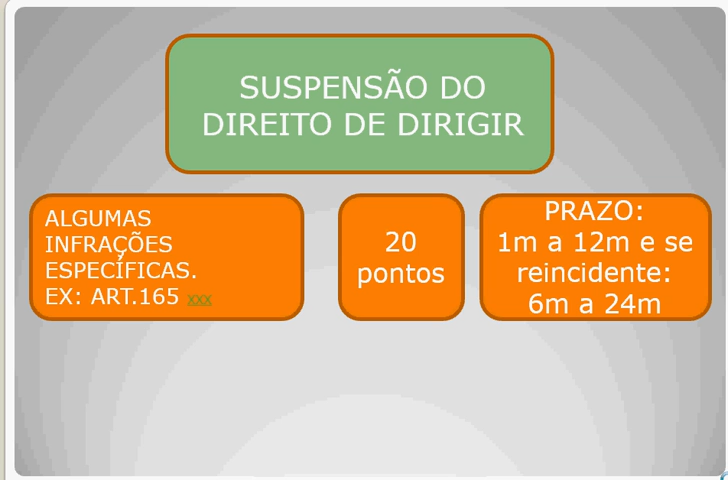 SUSPENSÃO DO
DIREITO DE DIRIGIR
ALGUMAS
INFRAÇÕES
ESPECÍFICAS.
EX: ART.165 xxx
20
pontos
PRAZO:
1m a 12m e se
reincidente:
6m a 24m